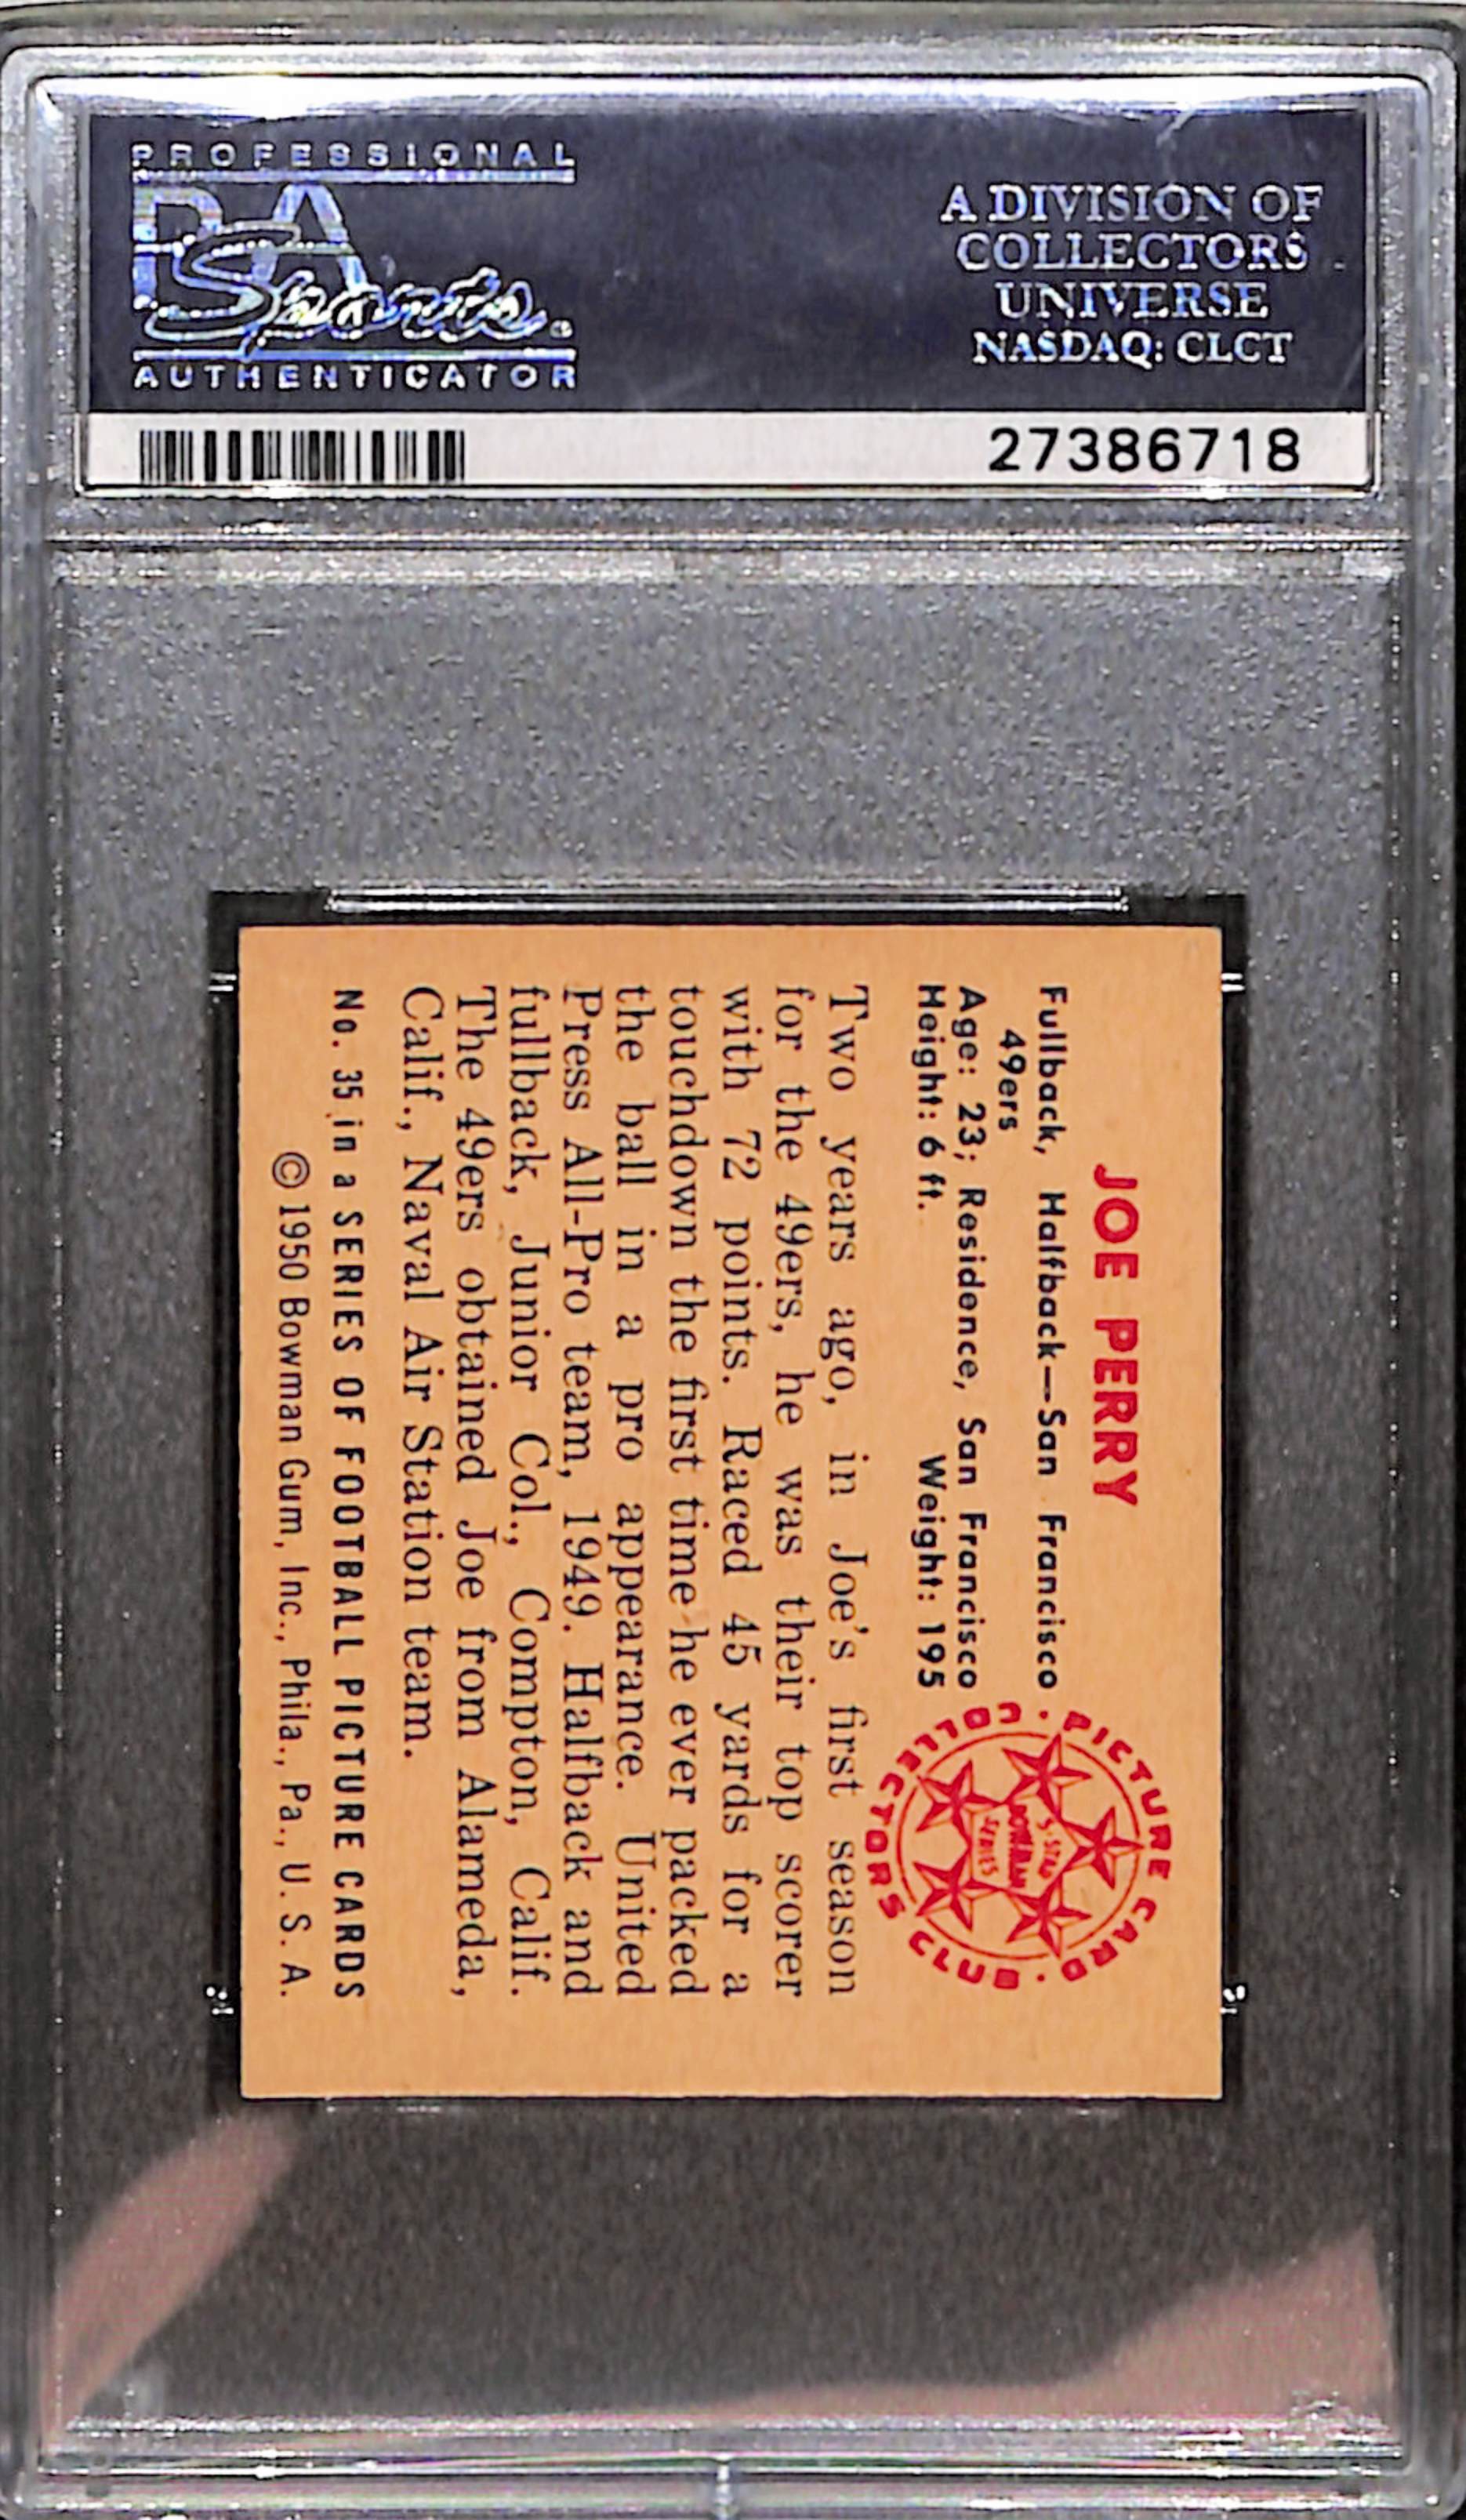 PROFESSIONAL
PSA
Sports
AUTHENTICATOR
A DIVISION OF
COLLECTORS
UNIVERSE
NASDAQ: CLCT
27386718
JOE PERRY
Fullback, Halfback—San Francisco
49ers
Age: 23; Residence, San Francisco
Height: 6 ft. Weight: 195
PICTURE CARD · COLLECTORS CLUB ·
5-STAR
BOWMAN
SERIES
Two years ago, in Joe's first season
for the 49ers, he was their top scorer
with 72 points. Raced 45 yards for a
touchdown the first time he ever packed
the ball in a pro appearance. United
Press All-Pro team, 1949. Halfback and
fullback, Junior Col., Compton, Calif.
The 49ers obtained Joe from Alameda,
Calif., Naval Air Station team.
No. 35 in a SERIES OF FOOTBALL PICTURE CARDS
©1950 Bowman Gum, Inc., Phila., Pa., U. S. A.